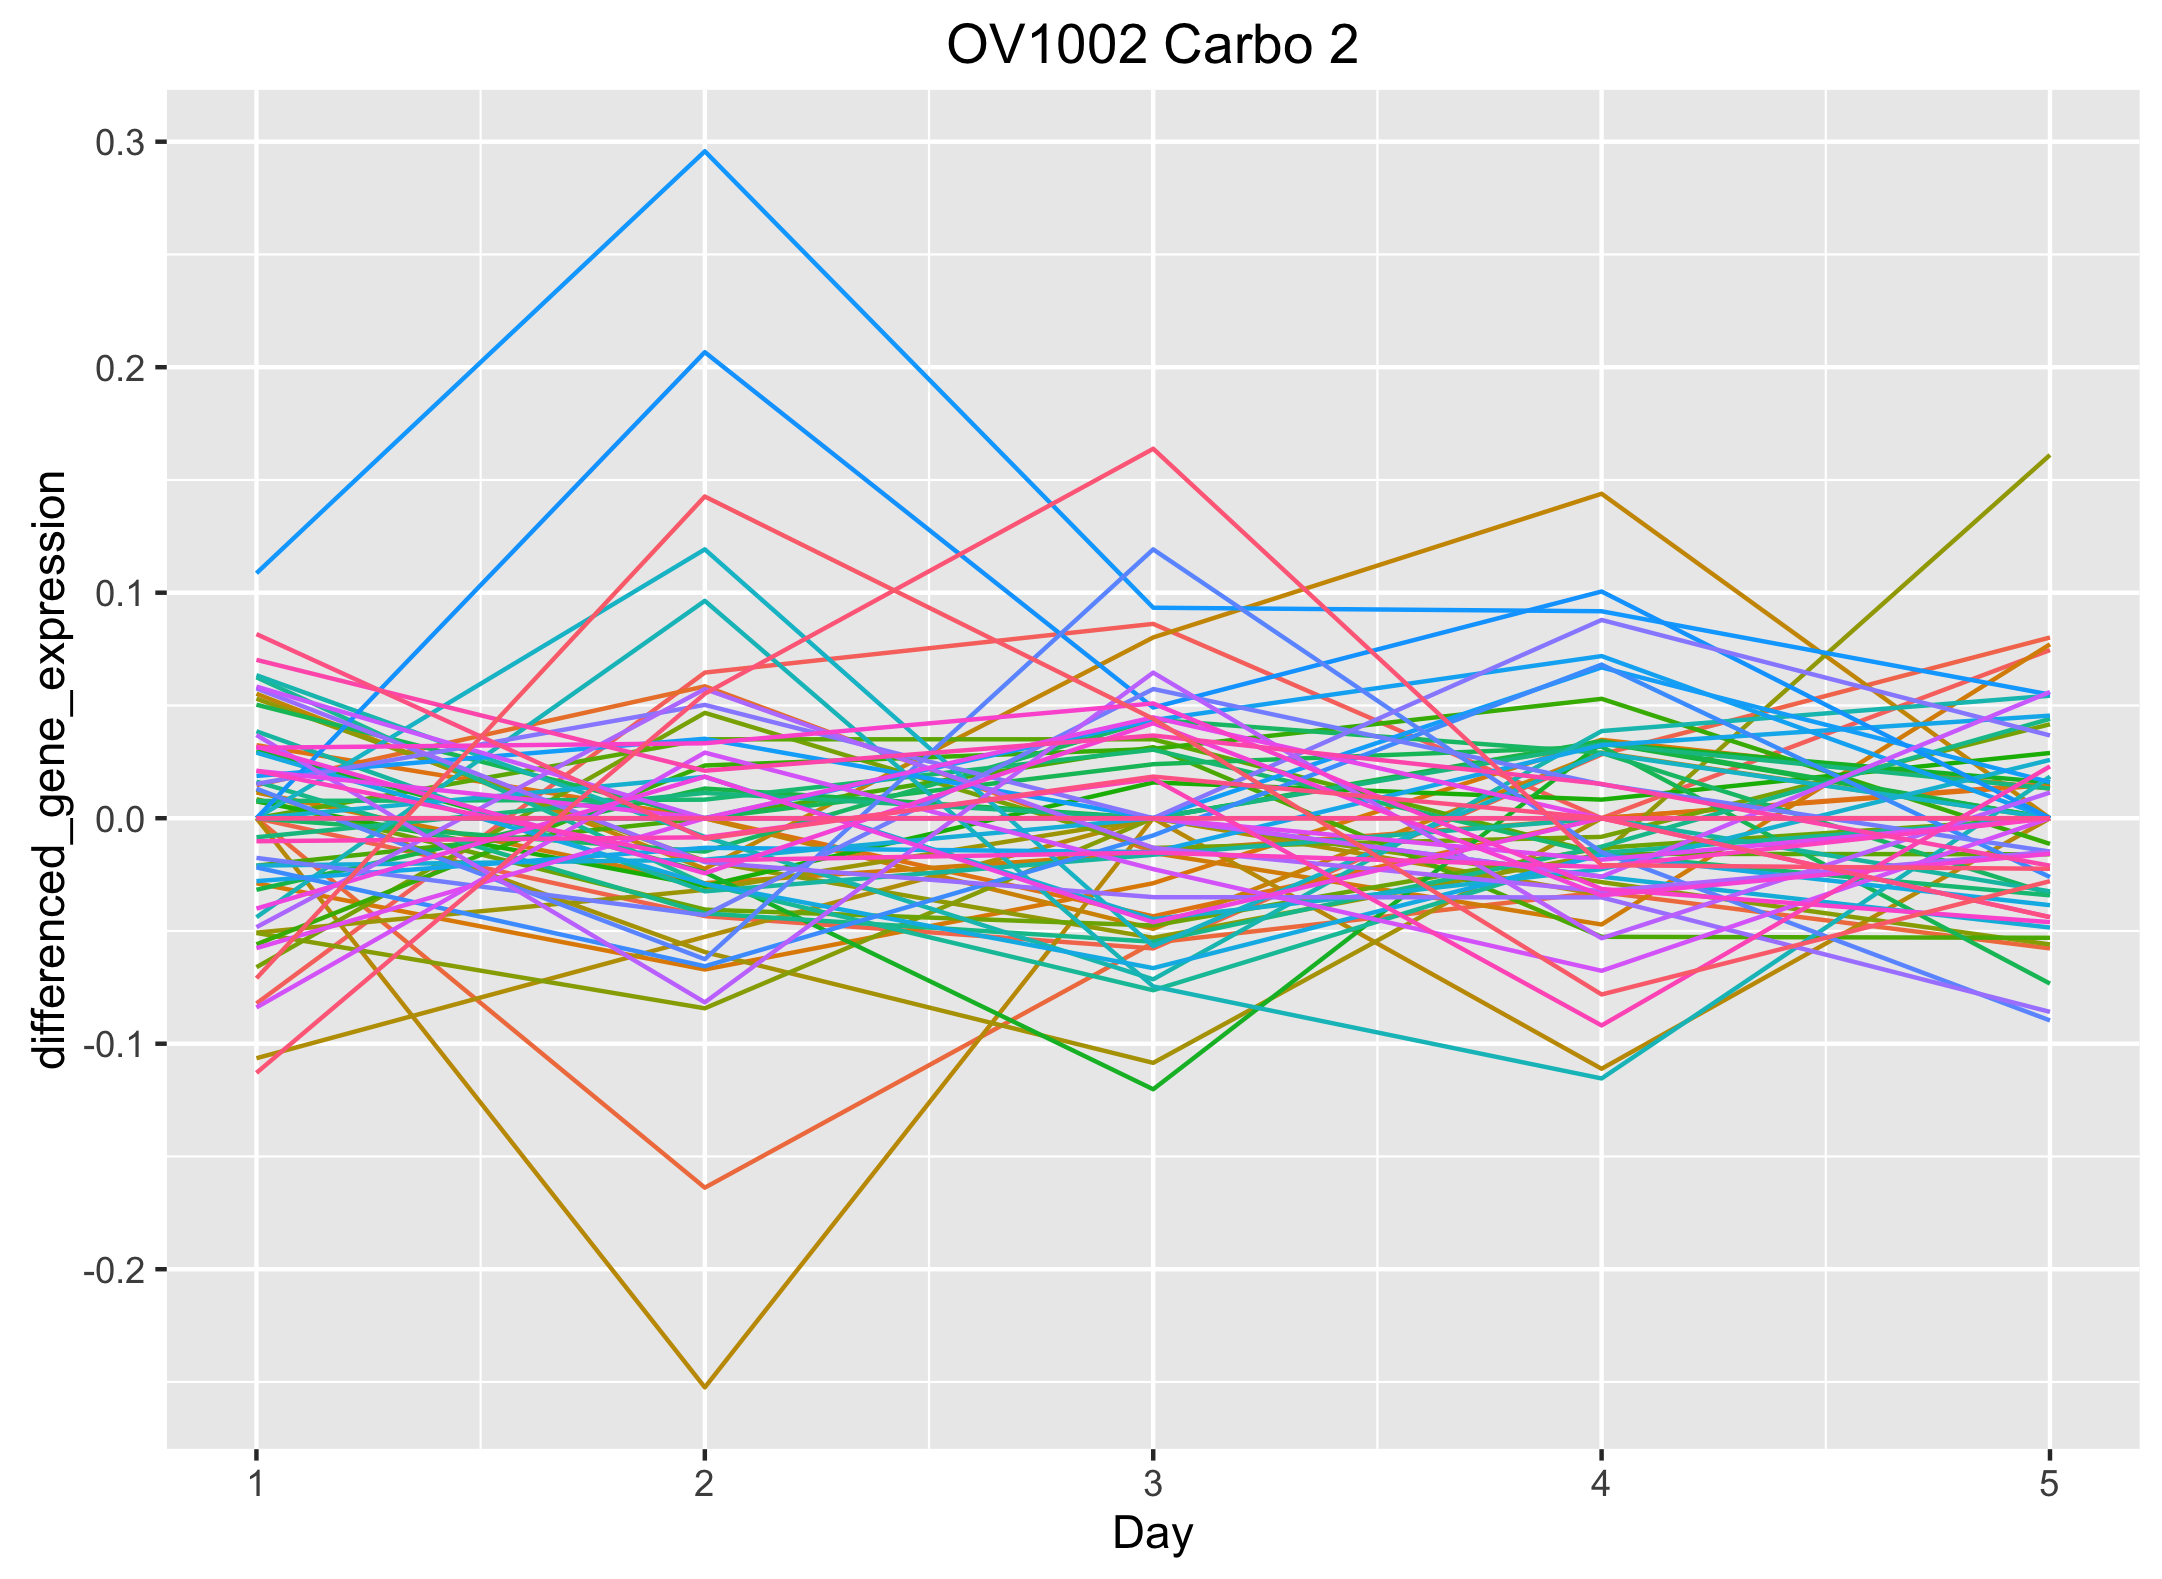 OV1002 Carbo 2
differenced_gene_expression
0.3
0.2
0.1
0.0
-0.1
-0.2
1 2 3 4 5
Day